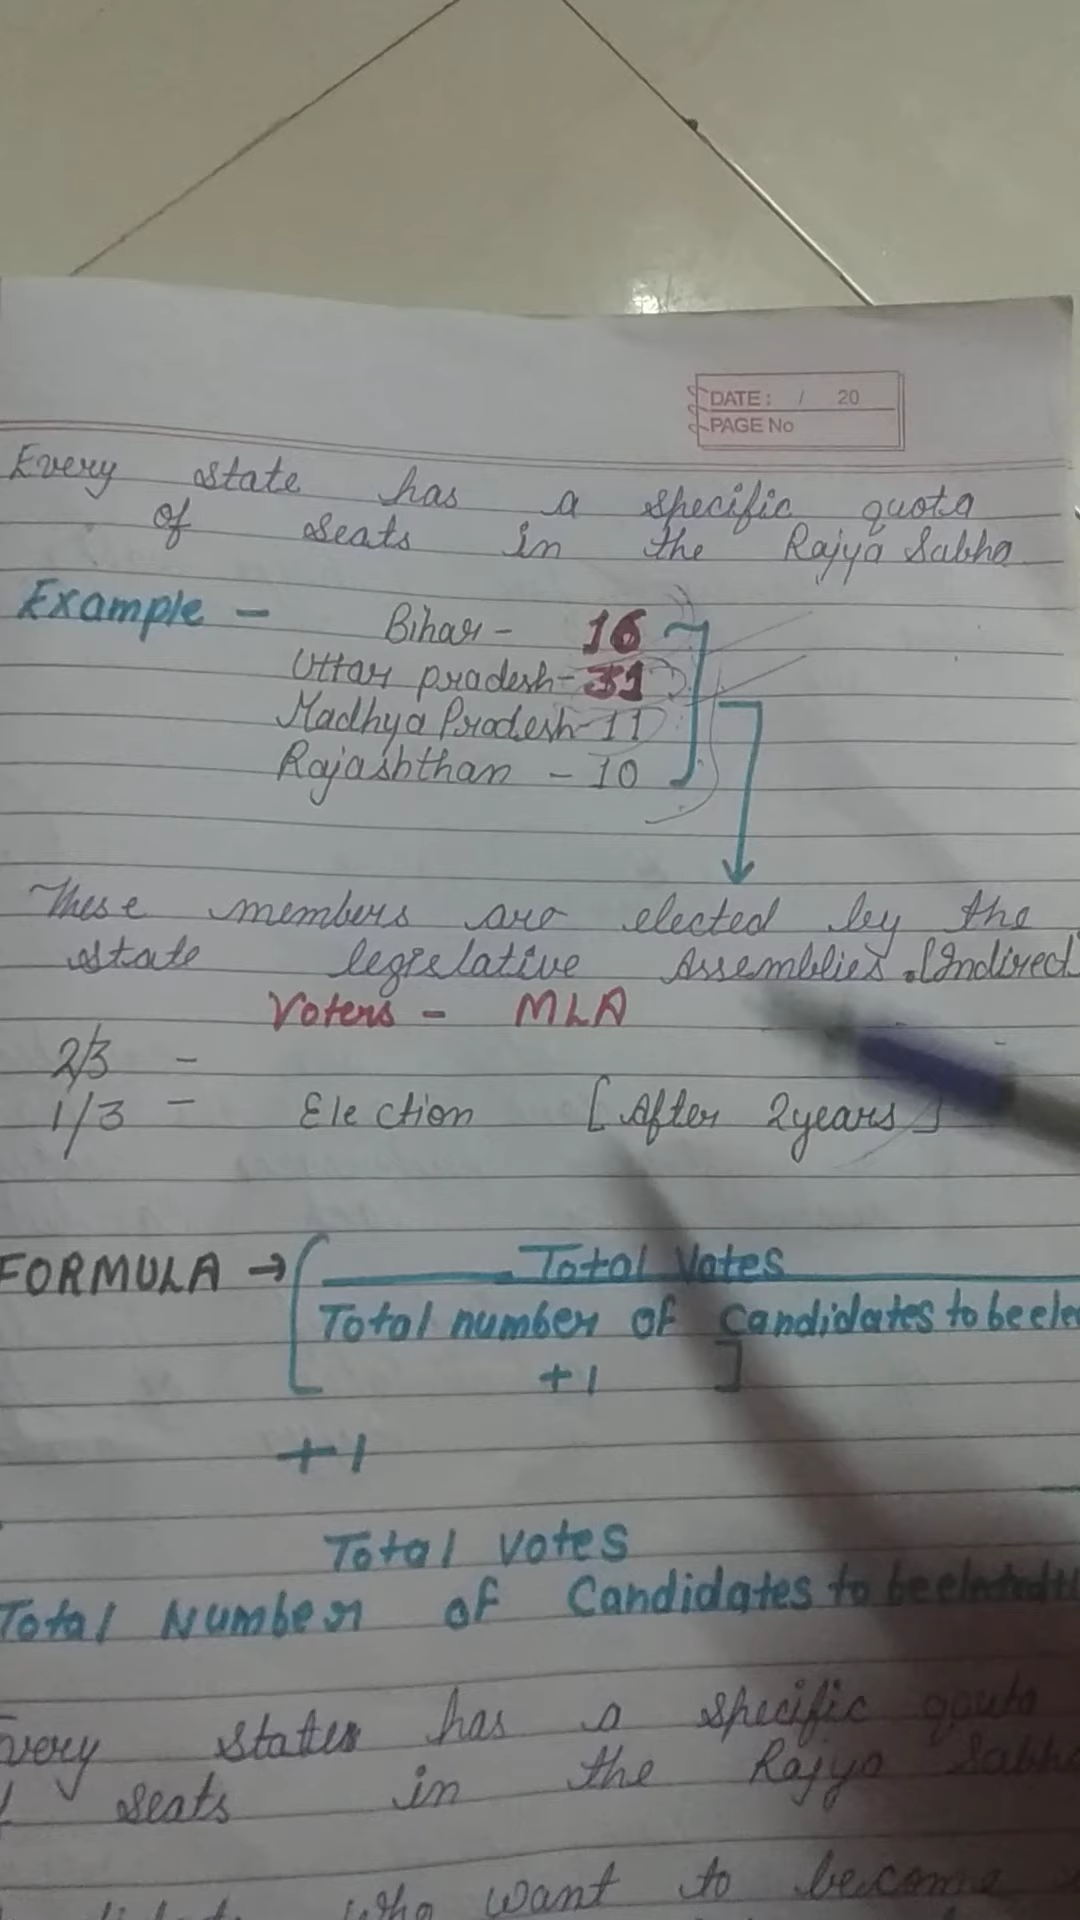 DATE: / 20
PAGE No
Every state has a specific quota
of seats in the Rajya Sabha
Example - Bihar - 16
Uttar pradesh - 31
Madhya Pradesh - 11
Rajashthan - 10
These members are elected by the
state legislative Assemblies. (Indirect
Voters - MLA
2/3 -
1/3 - Election [After 2years]
FORMULA → [ Total Votes
Total number of candidates to be ele
+1 ]
+1
Total votes
Total Number of Candidates to be
very states has a specific
seats in the Rajya Sabha
who want to become